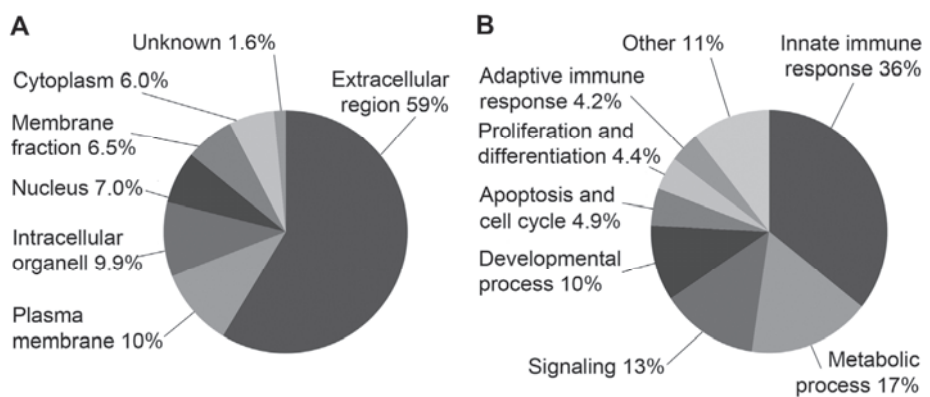 A
Unknown 1.6%
Cytoplasm 6.0%
Extracellular
region 59%
Membrane
fraction 6.5%
Nucleus 7.0%
Intracellular
organell 9.9%
Plasma
membrane 10%
B
Other 11%
Innate immune
response 36%
Adaptive immune
response 4.2%
Proliferation and
differentiation 4.4%
Apoptosis and
cell cycle 4.9%
Developmental
process 10%
Signaling 13%
Metabolic
process 17%